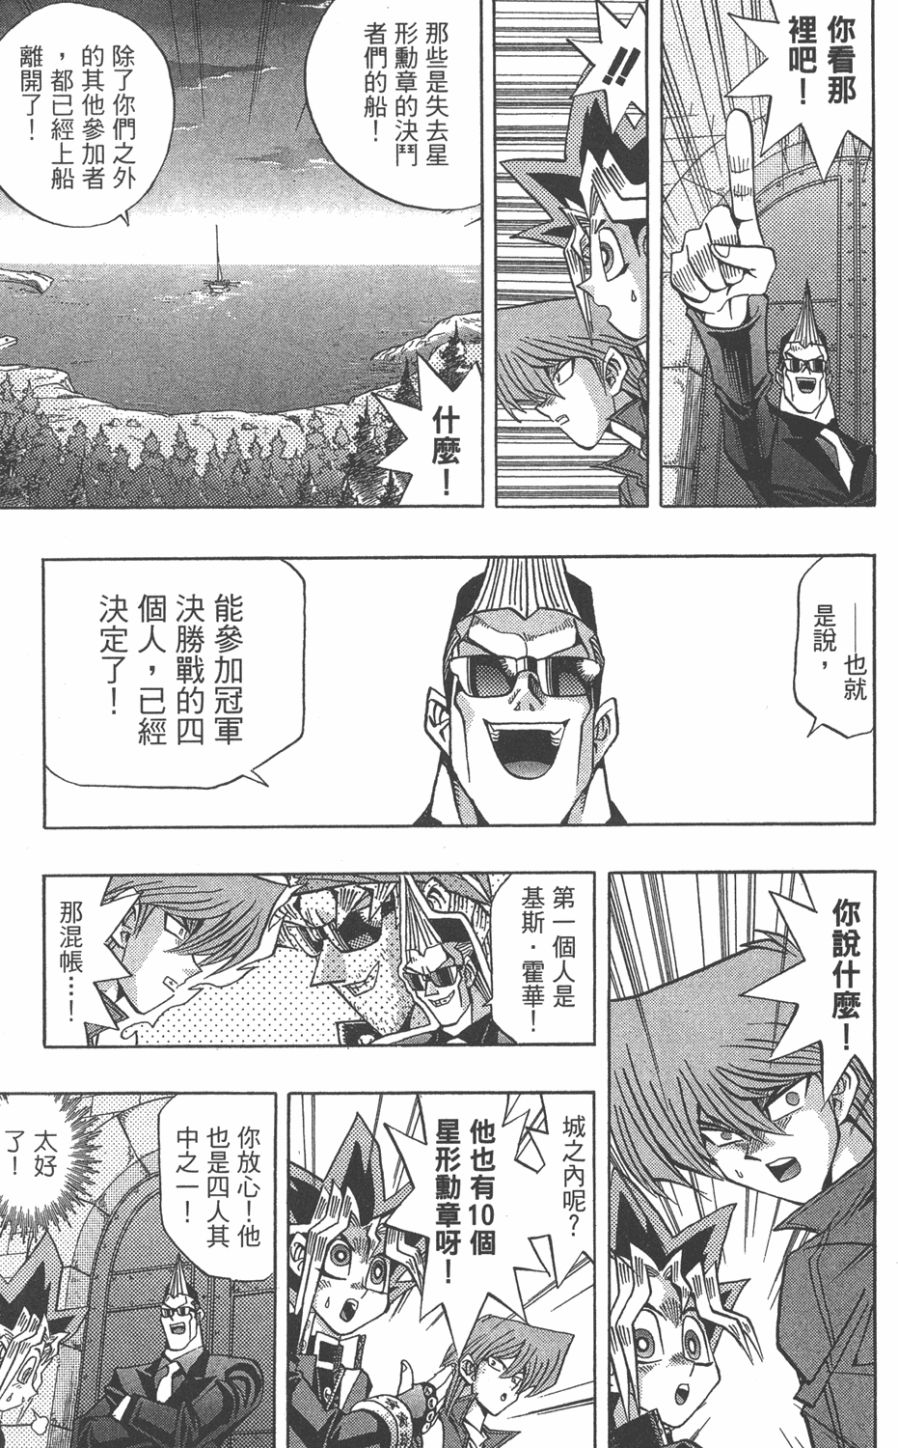 你看那
裡吧！
!!
那些是失去星
形勳章的決鬥
者們的船！
除了你們之外
的其他參加者
，都已經上船
離開了！
什麼！
──也就
是說，
能參加冠軍
決勝戰的四
個人，已經
決定了！
你說什麼！
第一個人是
基斯．霍華！
那混帳…！
城之內呢？
他也有10個
星形勳章呀！
你放心！他
也是四人其
中之一！
太好
了！